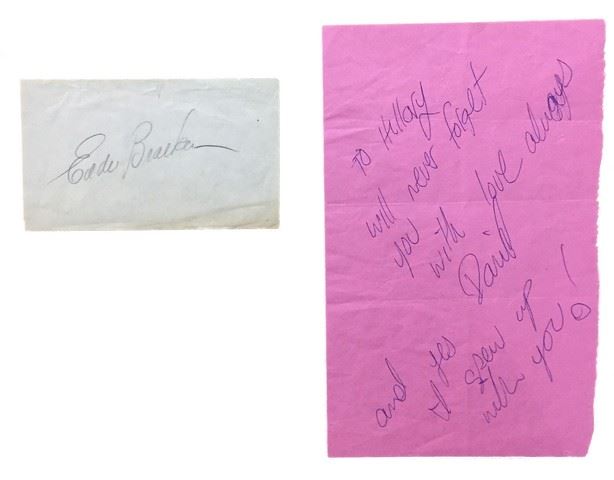 Eddie Bracken
to Hillary
will never forget
you with love always
David
and yes
I grew up
with you!